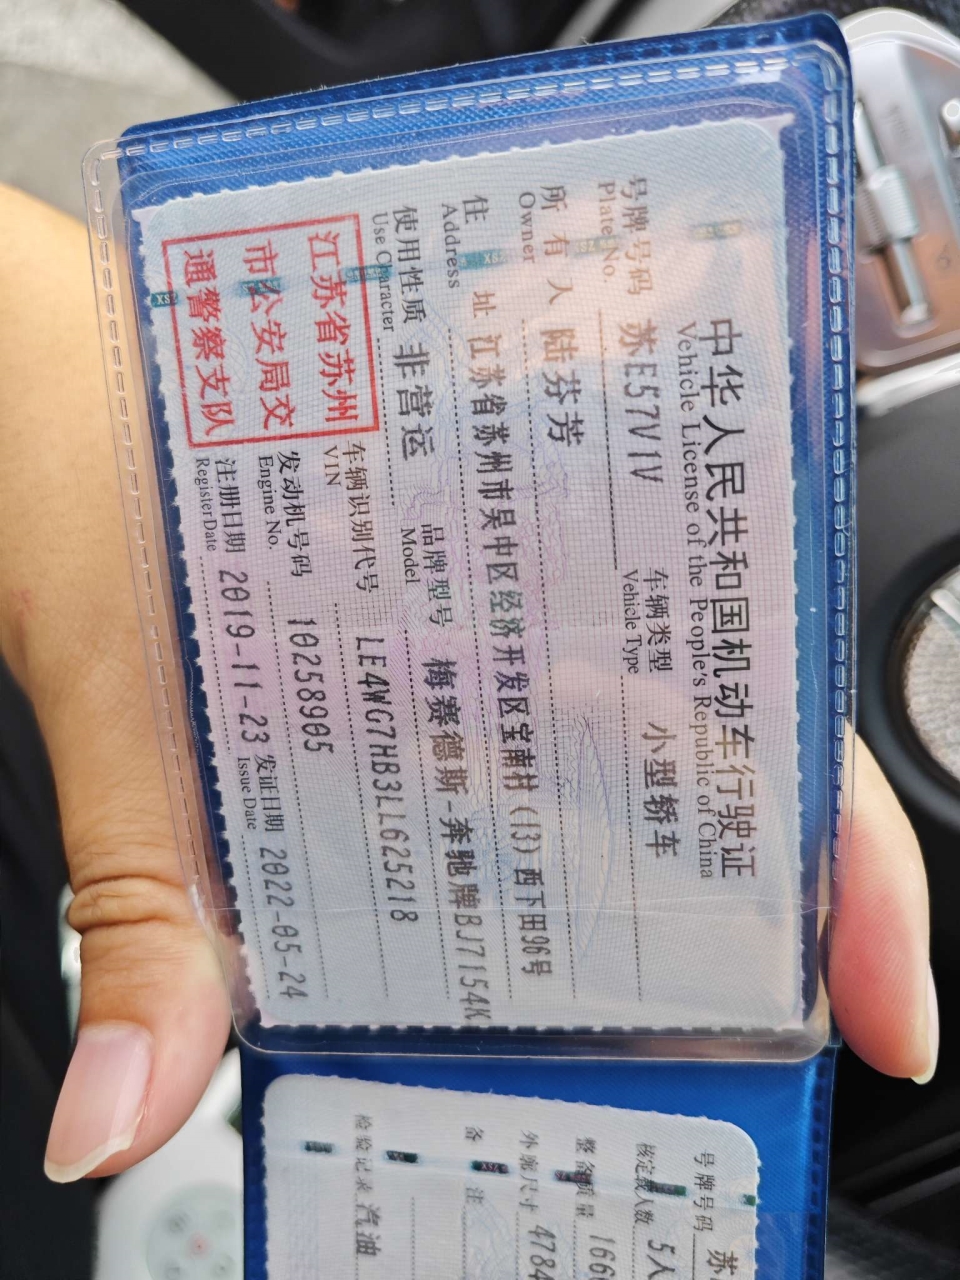 中华人民共和国机动车行驶证
Vehicle License of the People's Republic of China
号牌号码 苏E57V1V 车辆类型 小型轿车
Plate No. Vehicle Type
所有人 陆芬芳
Owner
住址 江苏省苏州市吴中区经济开发区宝南村(13)西下田96号
Address
使用性质 非营运 品牌型号 梅赛德斯-奔驰牌BJ7154K
Use Character Model
江苏省苏州
市公安局交
通警察支队
车辆识别代号 LE4WG7HB3LL625218
VIN
发动机号码 10258905
Engine No.
注册日期 2019-11-23 发证日期 2022-05-24
Register Date Issue Date
号牌号码 苏
核定载人数 5人
整备质量 166
外廓尺寸 4784
备注
检验记录 汽油